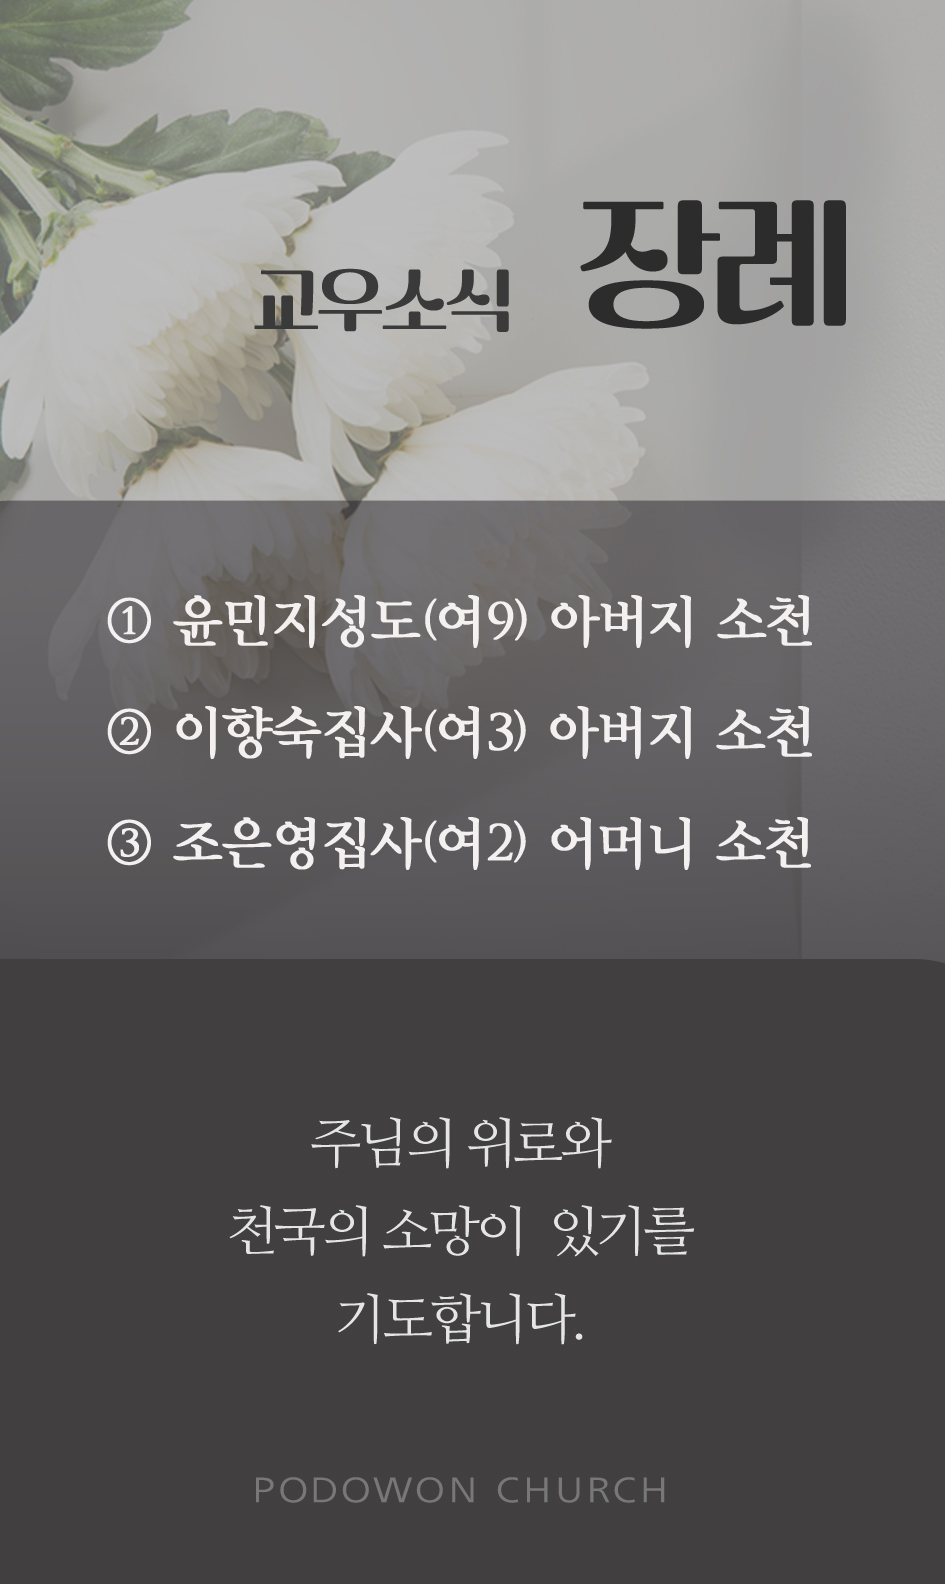 교우소식 장례
① 윤민지성도(여9) 아버지 소천
② 이향숙집사(여3) 아버지 소천
③ 조은영집사(여2) 어머니 소천
주님의 위로와
천국의 소망이 있기를
기도합니다.
PODOWON CHURCH